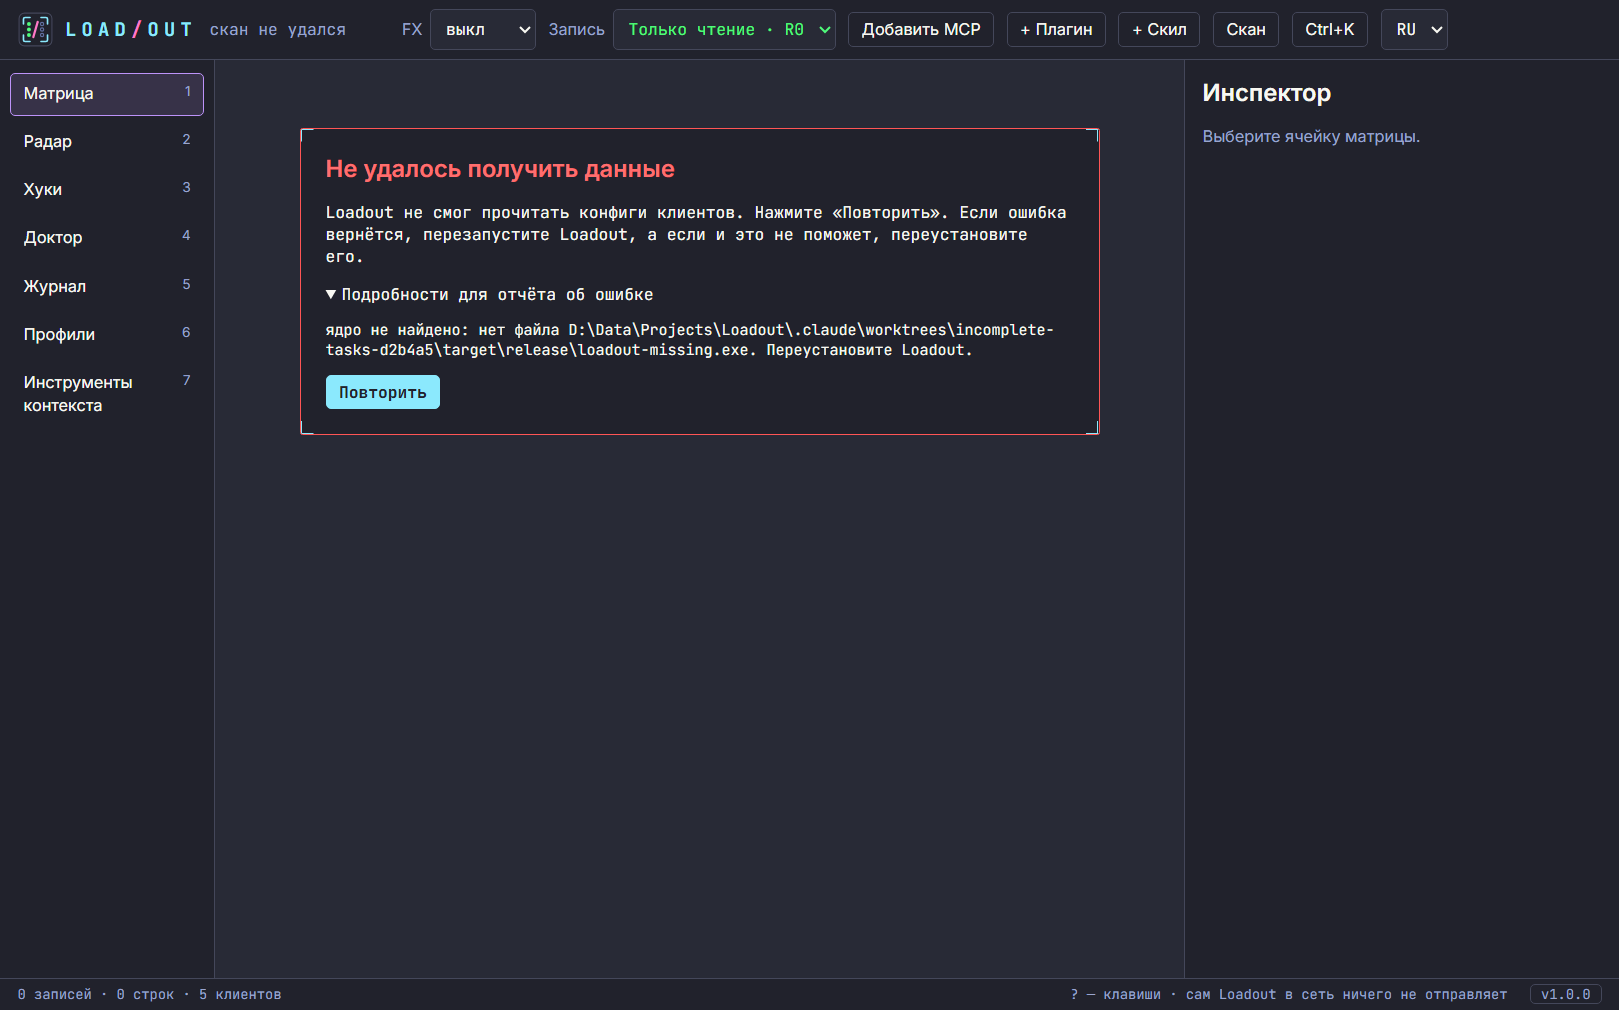 LOAD/OUT скан не удался FX выкл Запись Только чтение · R0 Добавить MCP + Плагин + Скил Скан Ctrl+K RU
Матрица 1
Радар 2
Хуки 3
Доктор 4
Журнал 5
Профили 6
Инструменты контекста 7
Не удалось получить данные
Loadout не смог прочитать конфиги клиентов. Нажмите «Повторить». Если ошибка
вернётся, перезапустите Loadout, а если и это не поможет, переустановите
его.
▼ Подробности для отчёта об ошибке
ядро не найдено: нет файла D:\Data\Projects\Loadout\.claude\worktrees\incomplete-
tasks-d2b4a5\target\release\loadout-missing.exe. Переустановите Loadout.
Повторить
Инспектор
Выберите ячейку матрицы.
0 записей · 0 строк · 5 клиентов
? — клавиши · сам Loadout в сеть ничего не отправляет v1.0.0